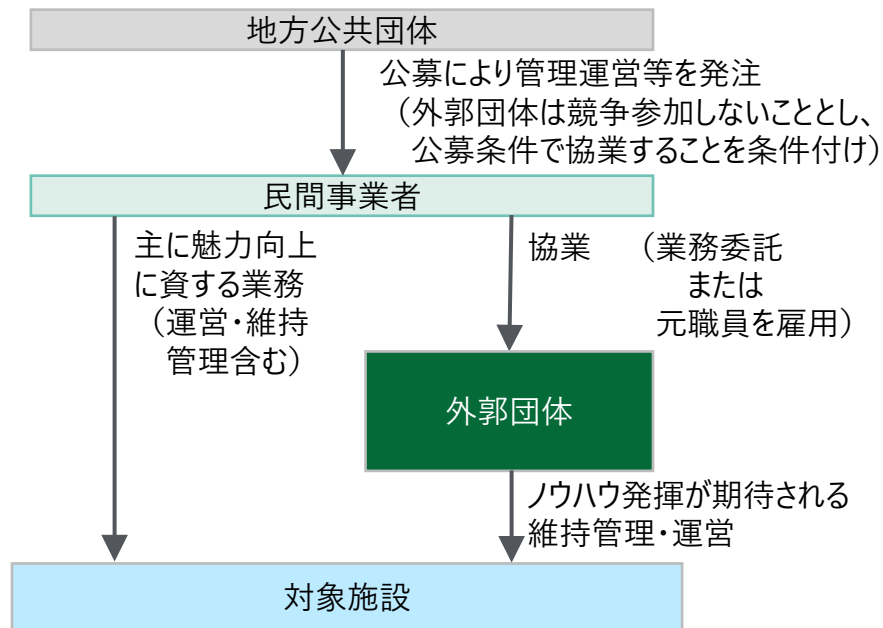 地方公共団体
公募により管理運営等を発注
（外郭団体は競争参加しないこととし、
公募条件で協業することを条件付け）
民間事業者
主に魅力向上
に資する業務
（運営・維持
管理含む）
協業　（業務委託
または
元職員を雇用）
外郭団体
ノウハウ発揮が期待される
維持管理・運営
対象施設